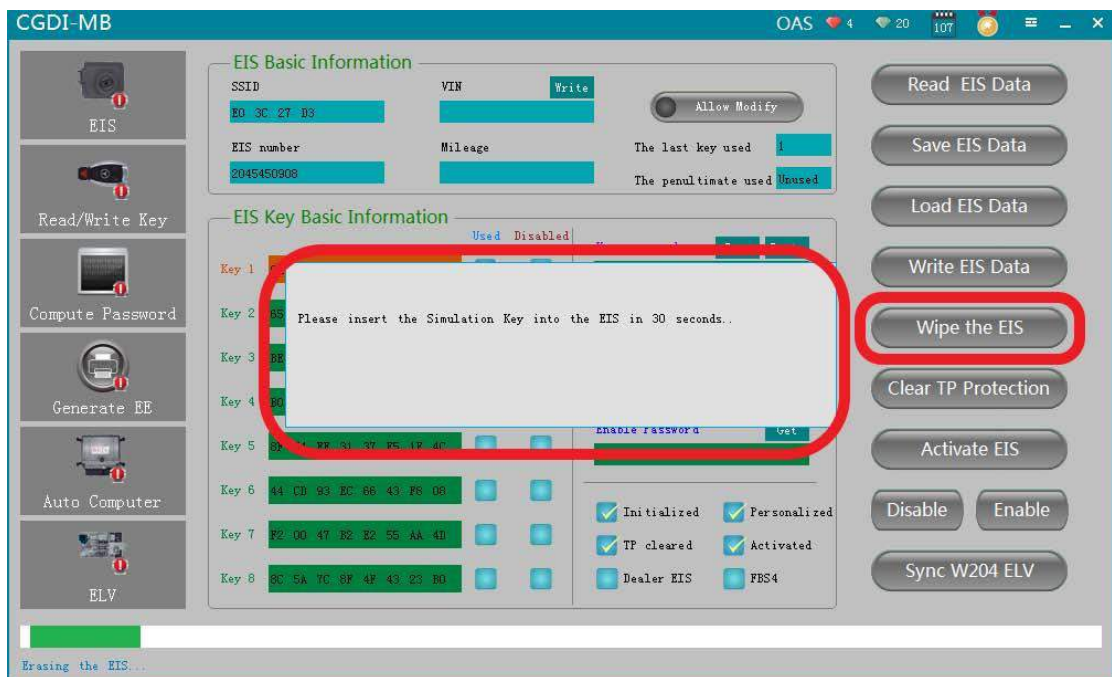 CGDI-MB
OAS 4 20 107
EIS
Read/Write Key
Compute Password
Generate EE
Auto Computer
ELV
EIS Basic Information
SSID VIN Write
E0 3C 27 D3
Allow Modify
EIS number Mileage The last key used 1
2045450908
The penultimate used Unused
EIS Key Basic Information
Used Disabled
Key 1
Key 2 65
Key 3 BE
Key 4 B0
Please insert the Simulation Key into the EIS in 30 seconds..
Enable Password Get
Key 5
Key 6 44 CD 93 EC 66 43 F8 08
Key 7 F2 00 47 B2 E2 55 AA 4D
Key 8 8C 5A 7C 8F 4F 43 23 B0
Initialized Personalized
TP cleared Activated
Dealer EIS FBS4
Read EIS Data
Save EIS Data
Load EIS Data
Write EIS Data
Wipe the EIS
Clear TP Protection
Activate EIS
Disable Enable
Sync W204 ELV
Erasing the EIS...